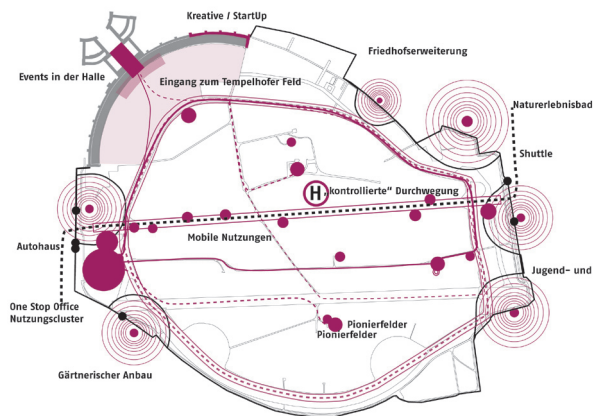 Kreative / StartUp
Friedhofserweiterung
Events in der Halle
Eingang zum Tempelhofer Feld
Naturerlebnisbad
Shuttle
H
„kontrollierte“ Durchwegung
Mobile Nutzungen
Autohaus
Jugend- und
One Stop Office
Nutzungscluster
Pionierfelder
Pionierfelder
Gärtnerischer Anbau